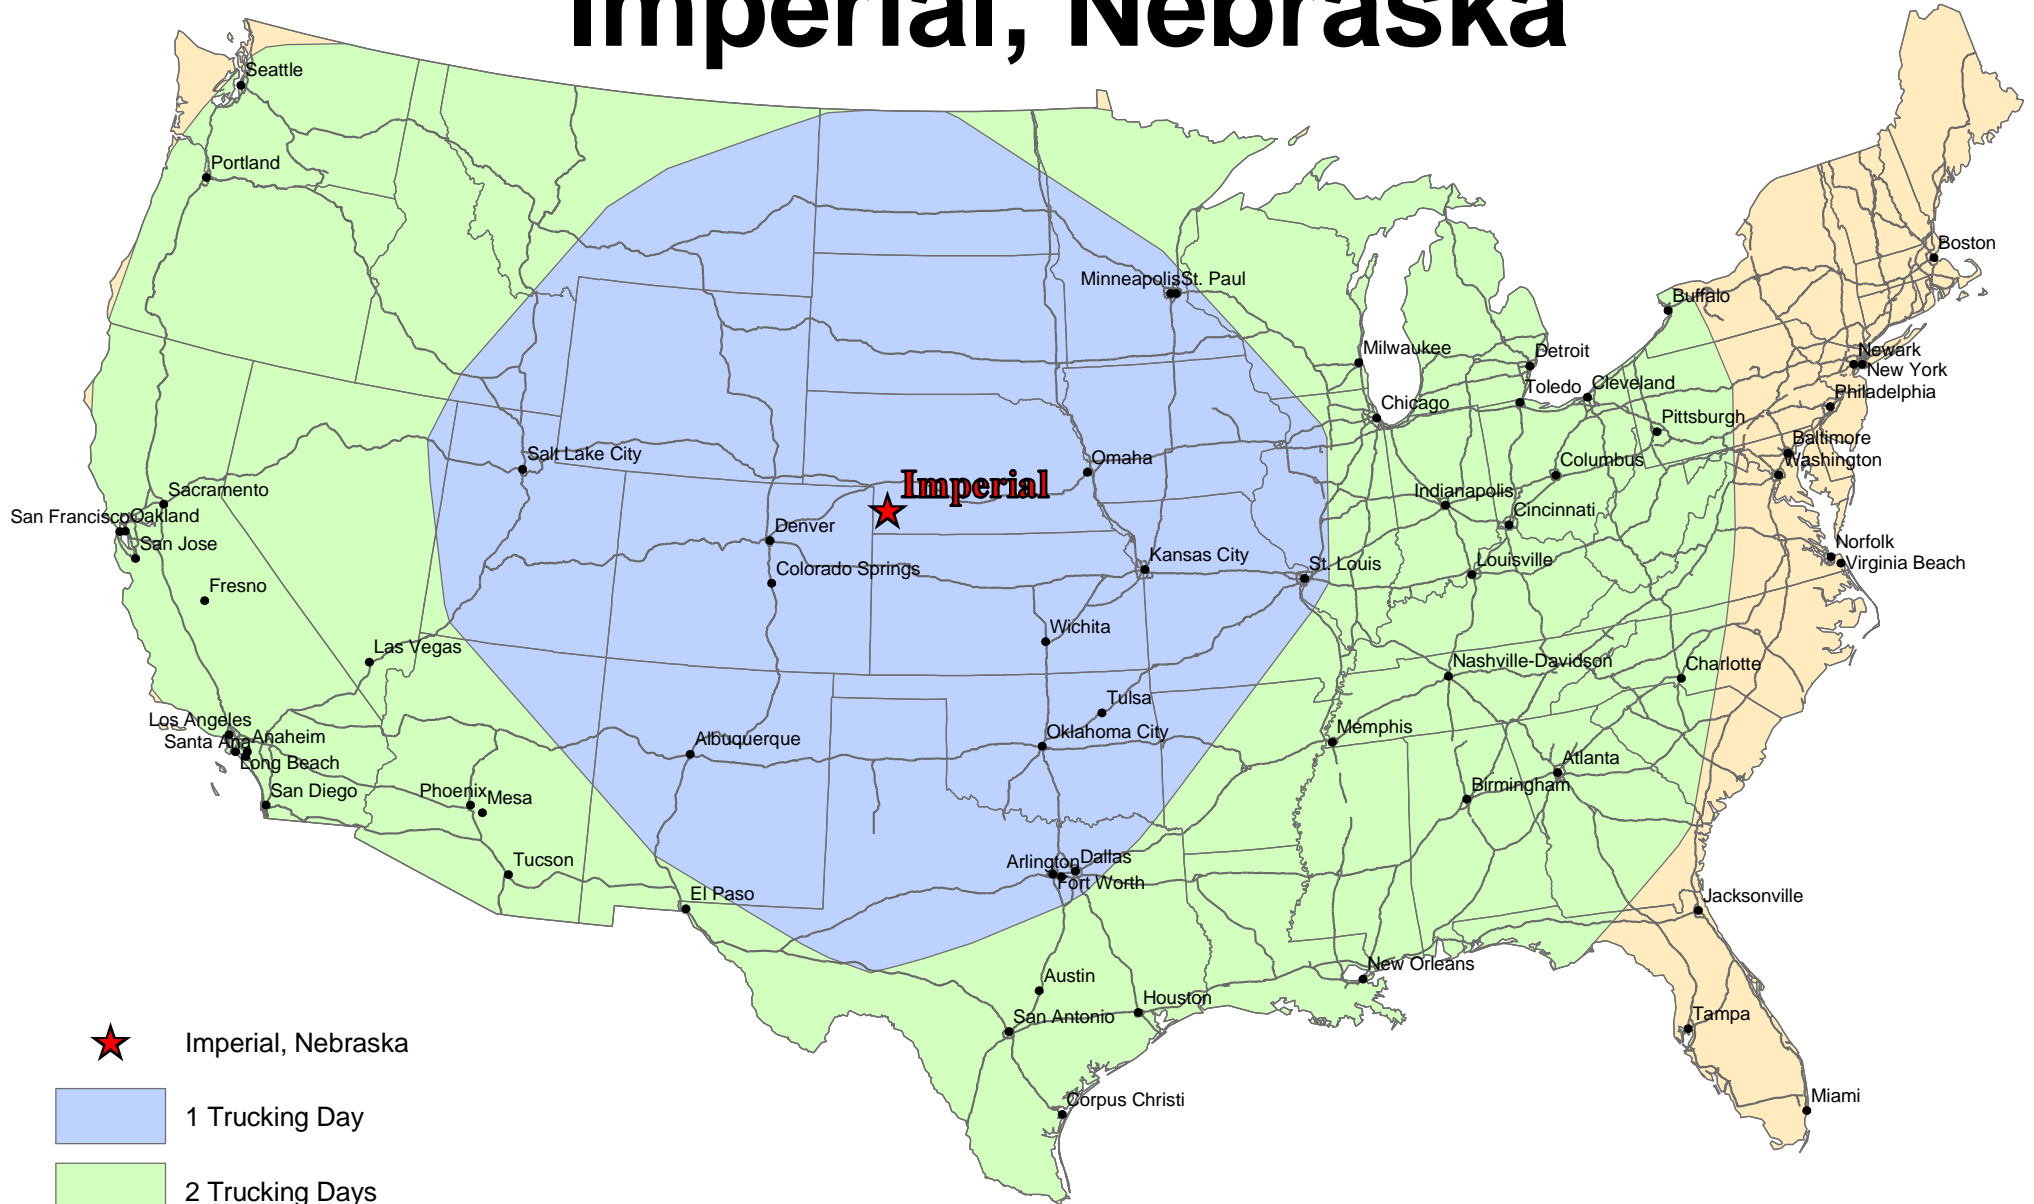 Imperial, Nebraska
Seattle
Portland
Boston
Minneapolis
St. Paul
Buffalo
Milwaukee
Detroit
Newark
New York
Toledo
Cleveland
Philadelphia
Chicago
Pittsburgh
Baltimore
Salt Lake City
Omaha
Columbus
Washington
Imperial
Sacramento
Indianapolis
San Francisco
Oakland
Cincinnati
Denver
San Jose
Norfolk
Kansas City
St. Louis
Louisville
Virginia Beach
Colorado Springs
Fresno
Wichita
Las Vegas
Nashville-Davidson
Charlotte
Tulsa
Los Angeles
Memphis
Oklahoma City
Santa Ana
Anaheim
Albuquerque
Long Beach
Atlanta
San Diego
Phoenix
Mesa
Birmingham
Tucson
Arlington
Dallas
Fort Worth
El Paso
Jacksonville
New Orleans
Austin
Houston
San Antonio
Tampa
Imperial, Nebraska
Corpus Christi
Miami
1 Trucking Day
2 Trucking Days